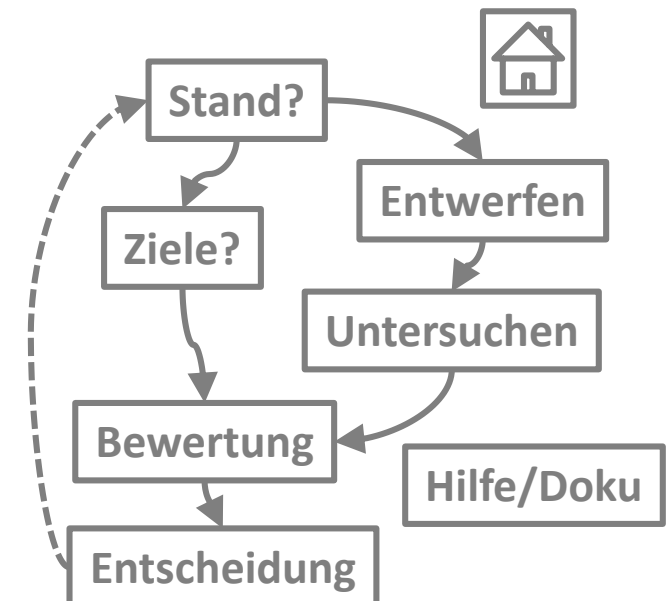 Stand?
Entwerfen
Ziele?
Untersuchen
Bewertung
Hilfe/Doku
Entscheidung